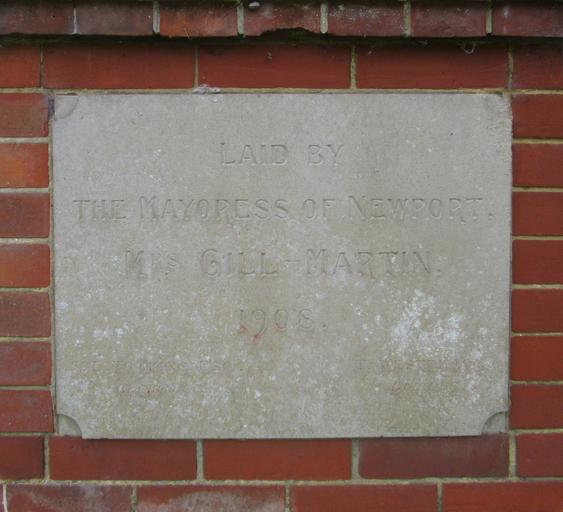 LAID BY
THE MAYORESS OF NEWPORT.
MRS GILL-MARTIN.
1908.